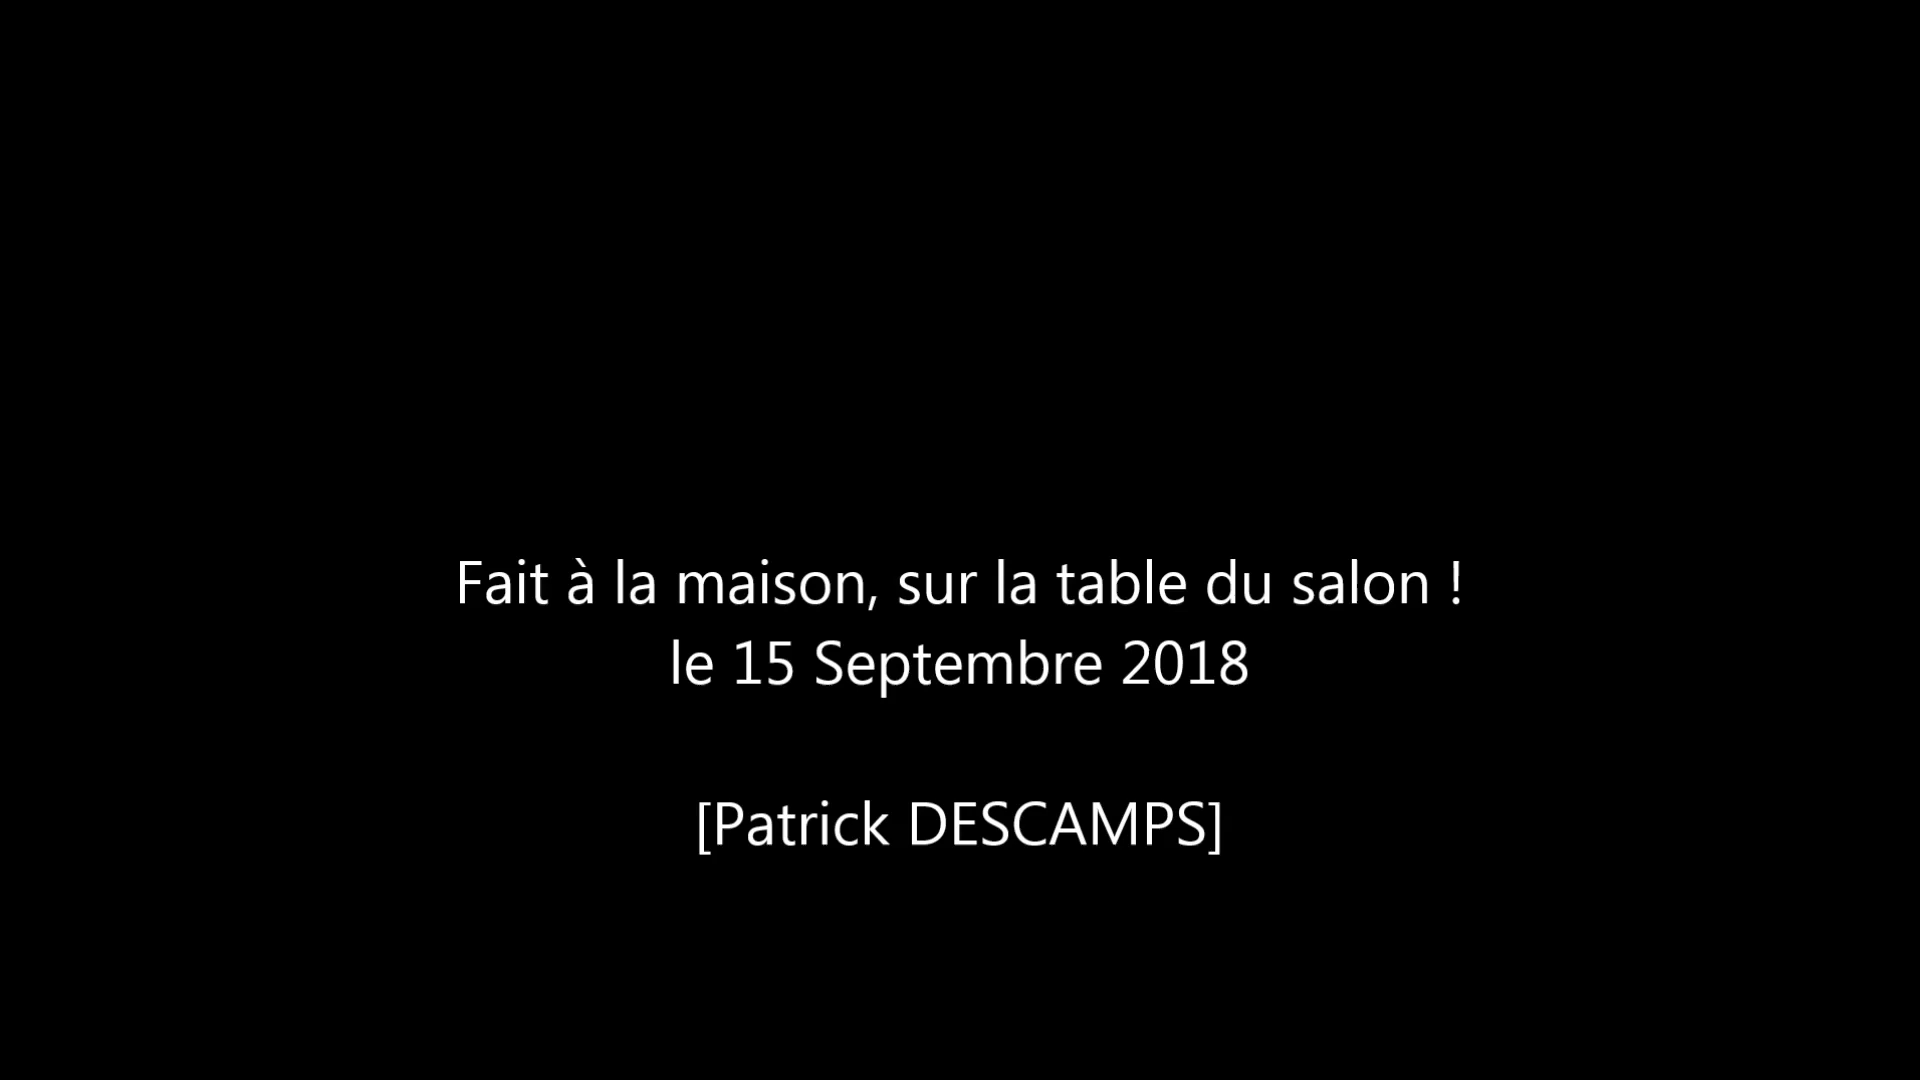 Fait à la maison, sur la table du salon !
le 15 Septembre 2018
[Patrick DESCAMPS]